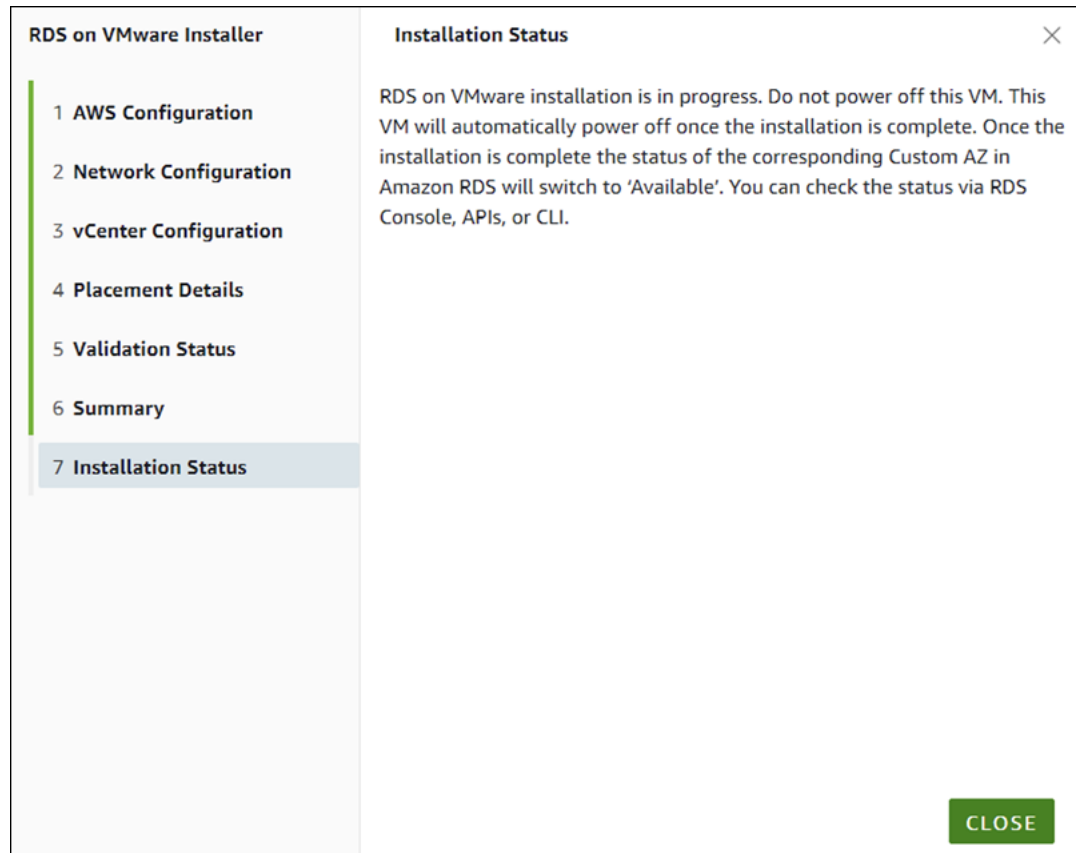 RDS on VMware Installer
1 AWS Configuration
2 Network Configuration
3 vCenter Configuration
4 Placement Details
5 Validation Status
6 Summary
7 Installation Status
Installation Status
RDS on VMware installation is in progress. Do not power off this VM. This
VM will automatically power off once the installation is complete. Once the
installation is complete the status of the corresponding Custom AZ in
Amazon RDS will switch to ‘Available’. You can check the status via RDS
Console, APIs, or CLI.
CLOSE